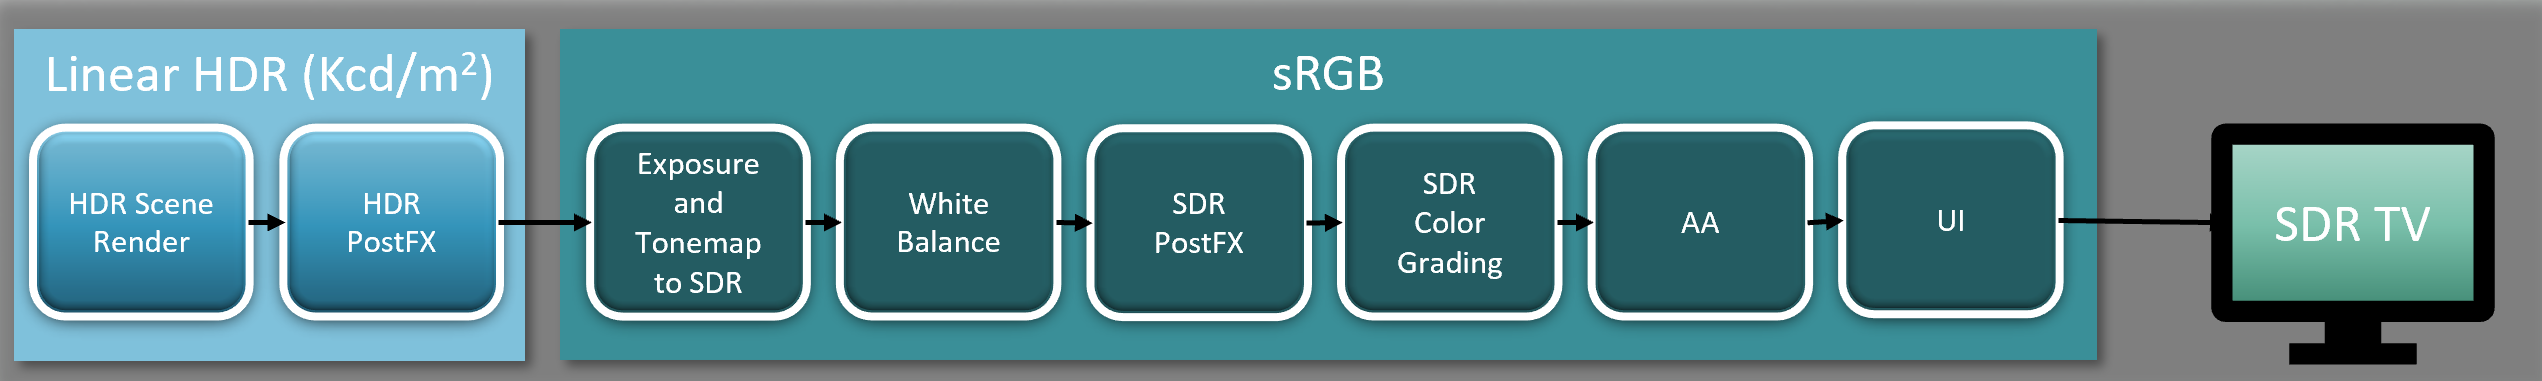 Linear HDR (Kcd/m²)
HDR Scene
Render
HDR
PostFX
sRGB
Exposure
and
Tonemap
to SDR
White
Balance
SDR
PostFX
SDR
Color
Grading
AA
UI
SDR TV